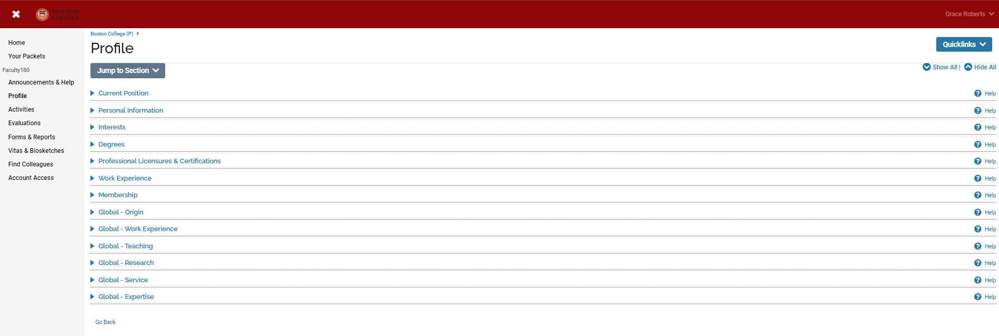 BOSTON
COLLEGE
Grace Roberts
Home
Your Packets
Faculty180
Announcements & Help
Profile
Activities
Evaluations
Forms & Reports
Vitas & Biosketches
Find Colleagues
Account Access
Boston College (P)
Profile
Quicklinks
Jump to Section
Show All | Hide All
Current Position Help
Personal Information Help
Interests Help
Degrees Help
Professional Licensures & Certifications Help
Work Experience Help
Membership Help
Global - Origin Help
Global - Work Experience Help
Global - Teaching Help
Global - Research Help
Global - Service Help
Global - Expertise Help
Go Back